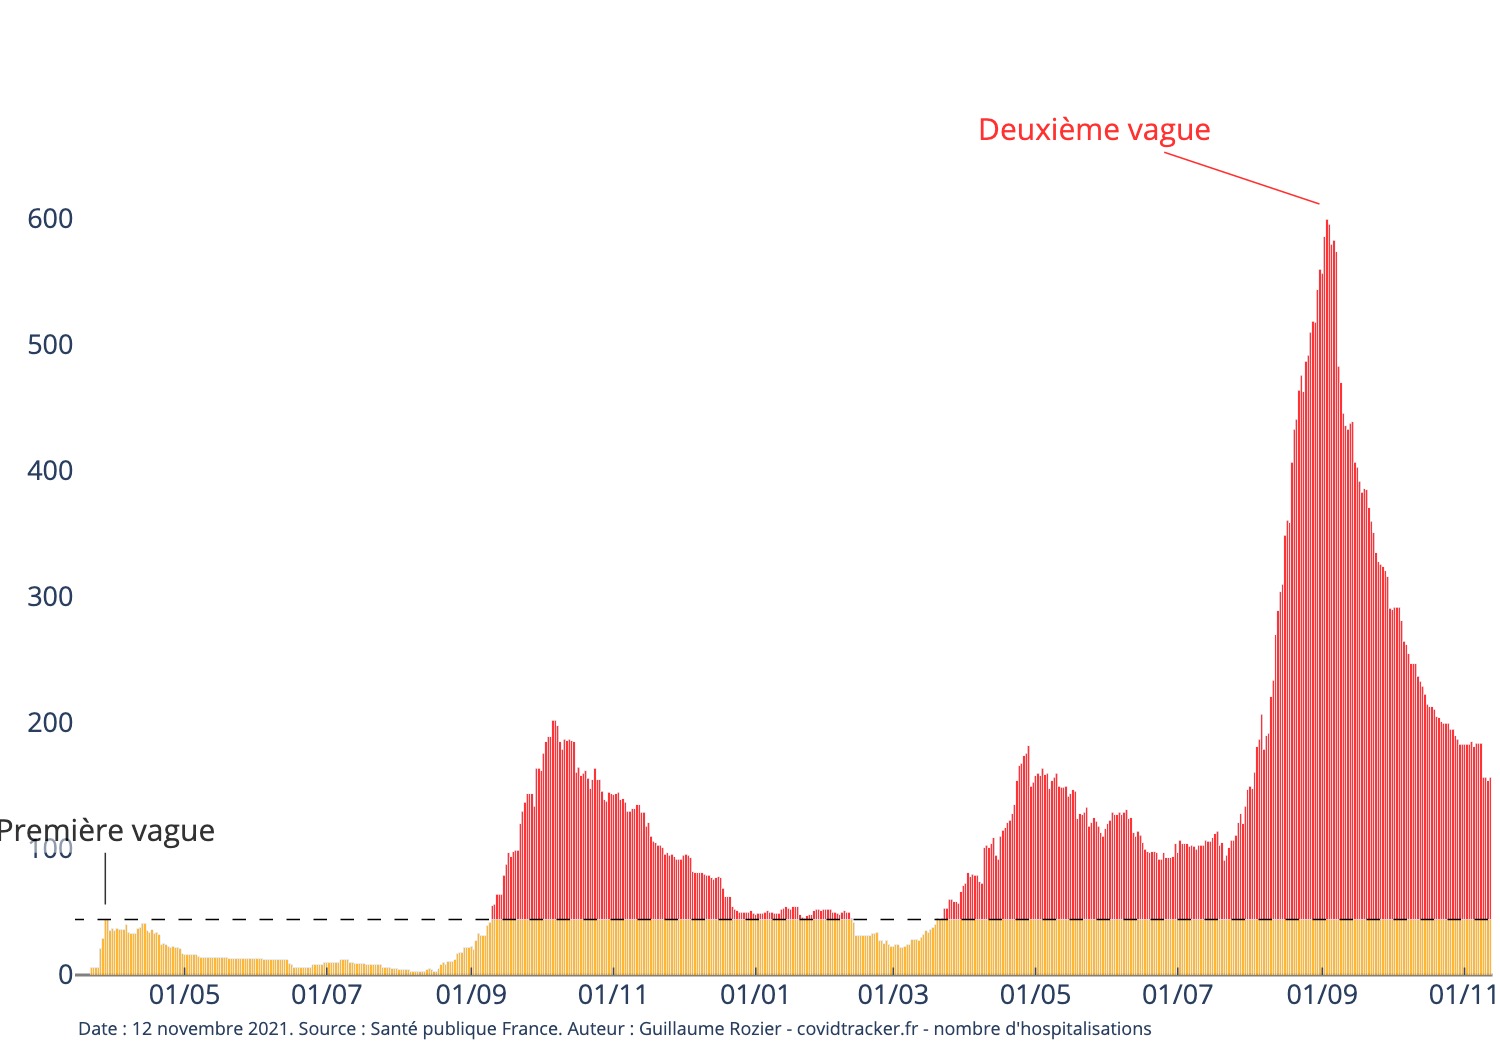 Deuxième vague
600
500
400
300
200
Première vague
100
0
01/05 01/07 01/09 01/11 01/01 01/03 01/05 01/07 01/09 01/11
Date : 12 novembre 2021. Source : Santé publique France. Auteur : Guillaume Rozier - covidtracker.fr - nombre d'hospitalisations